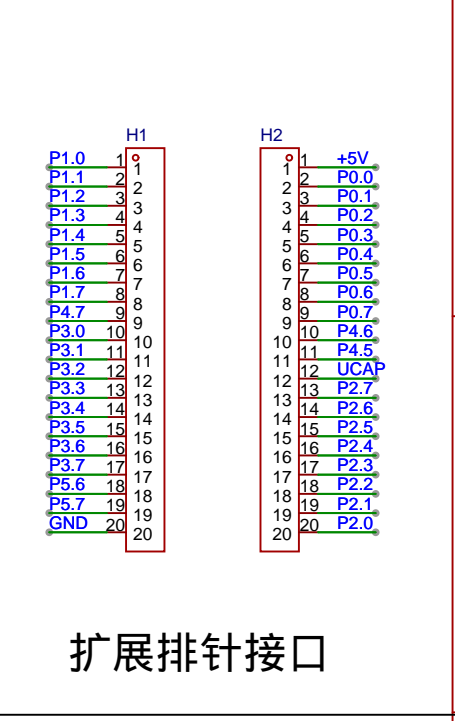 H1 H2
P1.0 1 1 1 1 +5V
P1.1 2 2 2 2 P0.0
P1.2 3 3 3 3 P0.1
P1.3 4 4 4 4 P0.2
P1.4 5 5 5 5 P0.3
P1.5 6 6 6 6 P0.4
P1.6 7 7 7 7 P0.5
P1.7 8 8 8 8 P0.6
P4.7 9 9 9 9 P0.7
P3.0 10 10 10 10 P4.6
P3.1 11 11 11 11 P4.5
P3.2 12 12 12 12 UCAP
P3.3 13 13 13 13 P2.7
P3.4 14 14 14 14 P2.6
P3.5 15 15 15 15 P2.5
P3.6 16 16 16 16 P2.4
P3.7 17 17 17 17 P2.3
P5.6 18 18 18 18 P2.2
P5.7 19 19 19 19 P2.1
GND 20 20 20 20 P2.0
扩展排针接口